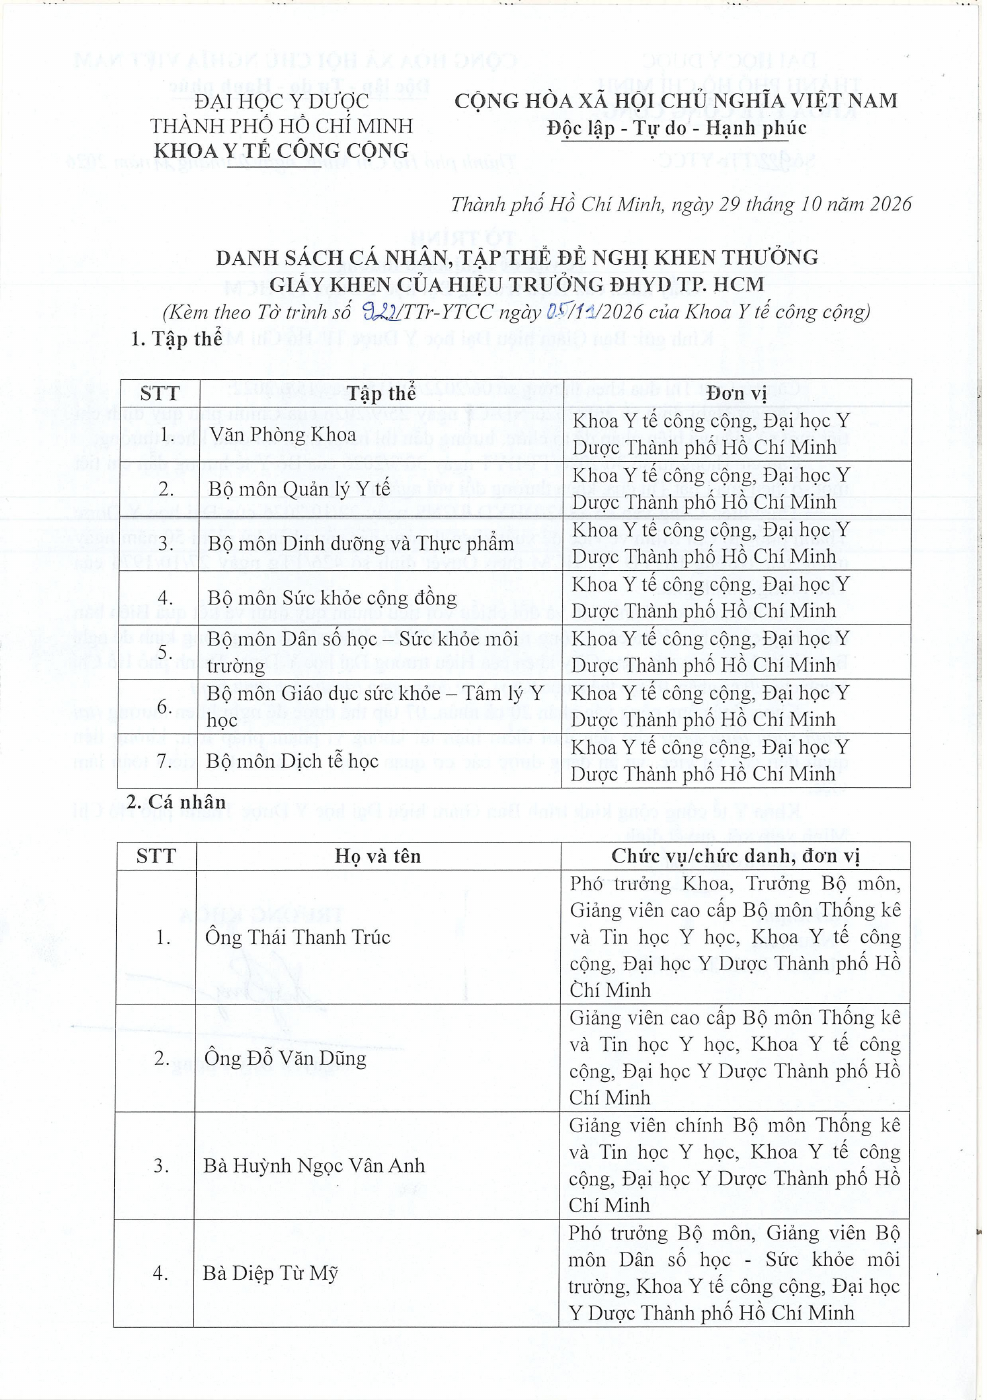 ĐẠI HỌC Y DƯỢC
THÀNH PHỐ HỒ CHÍ MINH
KHOA Y TẾ CÔNG CỘNG
CỘNG HÒA XÃ HỘI CHỦ NGHĨA VIỆT NAM
Độc lập - Tự do - Hạnh phúc
Thành phố Hồ Chí Minh, ngày 29 tháng 10 năm 2026
DANH SÁCH CÁ NHÂN, TẬP THỂ ĐỀ NGHỊ KHEN THƯỞNG
GIẤY KHEN CỦA HIỆU TRƯỞNG ĐHYD TP. HCM
(Kèm theo Tờ trình số 922/TTr-YTCC ngày 05/11/2026 của Khoa Y tế công cộng)
1. Tập thể
STT Tập thể Đơn vị
1. Văn Phòng Khoa
Khoa Y tế công cộng, Đại học Y
Dược Thành phố Hồ Chí Minh
2. Bộ môn Quản lý Y tế
Khoa Y tế công cộng, Đại học Y
Dược Thành phố Hồ Chí Minh
3. Bộ môn Dinh dưỡng và Thực phẩm
Khoa Y tế công cộng, Đại học Y
Dược Thành phố Hồ Chí Minh
4. Bộ môn Sức khỏe cộng đồng
Khoa Y tế công cộng, Đại học Y
Dược Thành phố Hồ Chí Minh
5. Bộ môn Dân số học – Sức khỏe môi
trường
Khoa Y tế công cộng, Đại học Y
Dược Thành phố Hồ Chí Minh
6. Bộ môn Giáo dục sức khỏe – Tâm lý Y
học
Khoa Y tế công cộng, Đại học Y
Dược Thành phố Hồ Chí Minh
7. Bộ môn Dịch tễ học
Khoa Y tế công cộng, Đại học Y
Dược Thành phố Hồ Chí Minh
2. Cá nhân
STT Họ và tên Chức vụ/chức danh, đơn vị
1. Ông Thái Thanh Trúc
Phó trưởng Khoa, Trưởng Bộ môn,
Giảng viên cao cấp Bộ môn Thống kê
và Tin học Y học, Khoa Y tế công
cộng, Đại học Y Dược Thành phố Hồ
Chí Minh
2. Ông Đỗ Văn Dũng
Giảng viên cao cấp Bộ môn Thống kê
và Tin học Y học, Khoa Y tế công
cộng, Đại học Y Dược Thành phố Hồ
Chí Minh
3. Bà Huỳnh Ngọc Vân Anh
Giảng viên chính Bộ môn Thống kê
và Tin học Y học, Khoa Y tế công
cộng, Đại học Y Dược Thành phố Hồ
Chí Minh
4. Bà Diệp Từ Mỹ
Phó trưởng Bộ môn, Giảng viên Bộ
môn Dân số học - Sức khỏe môi
trường, Khoa Y tế công cộng, Đại học
Y Dược Thành phố Hồ Chí Minh